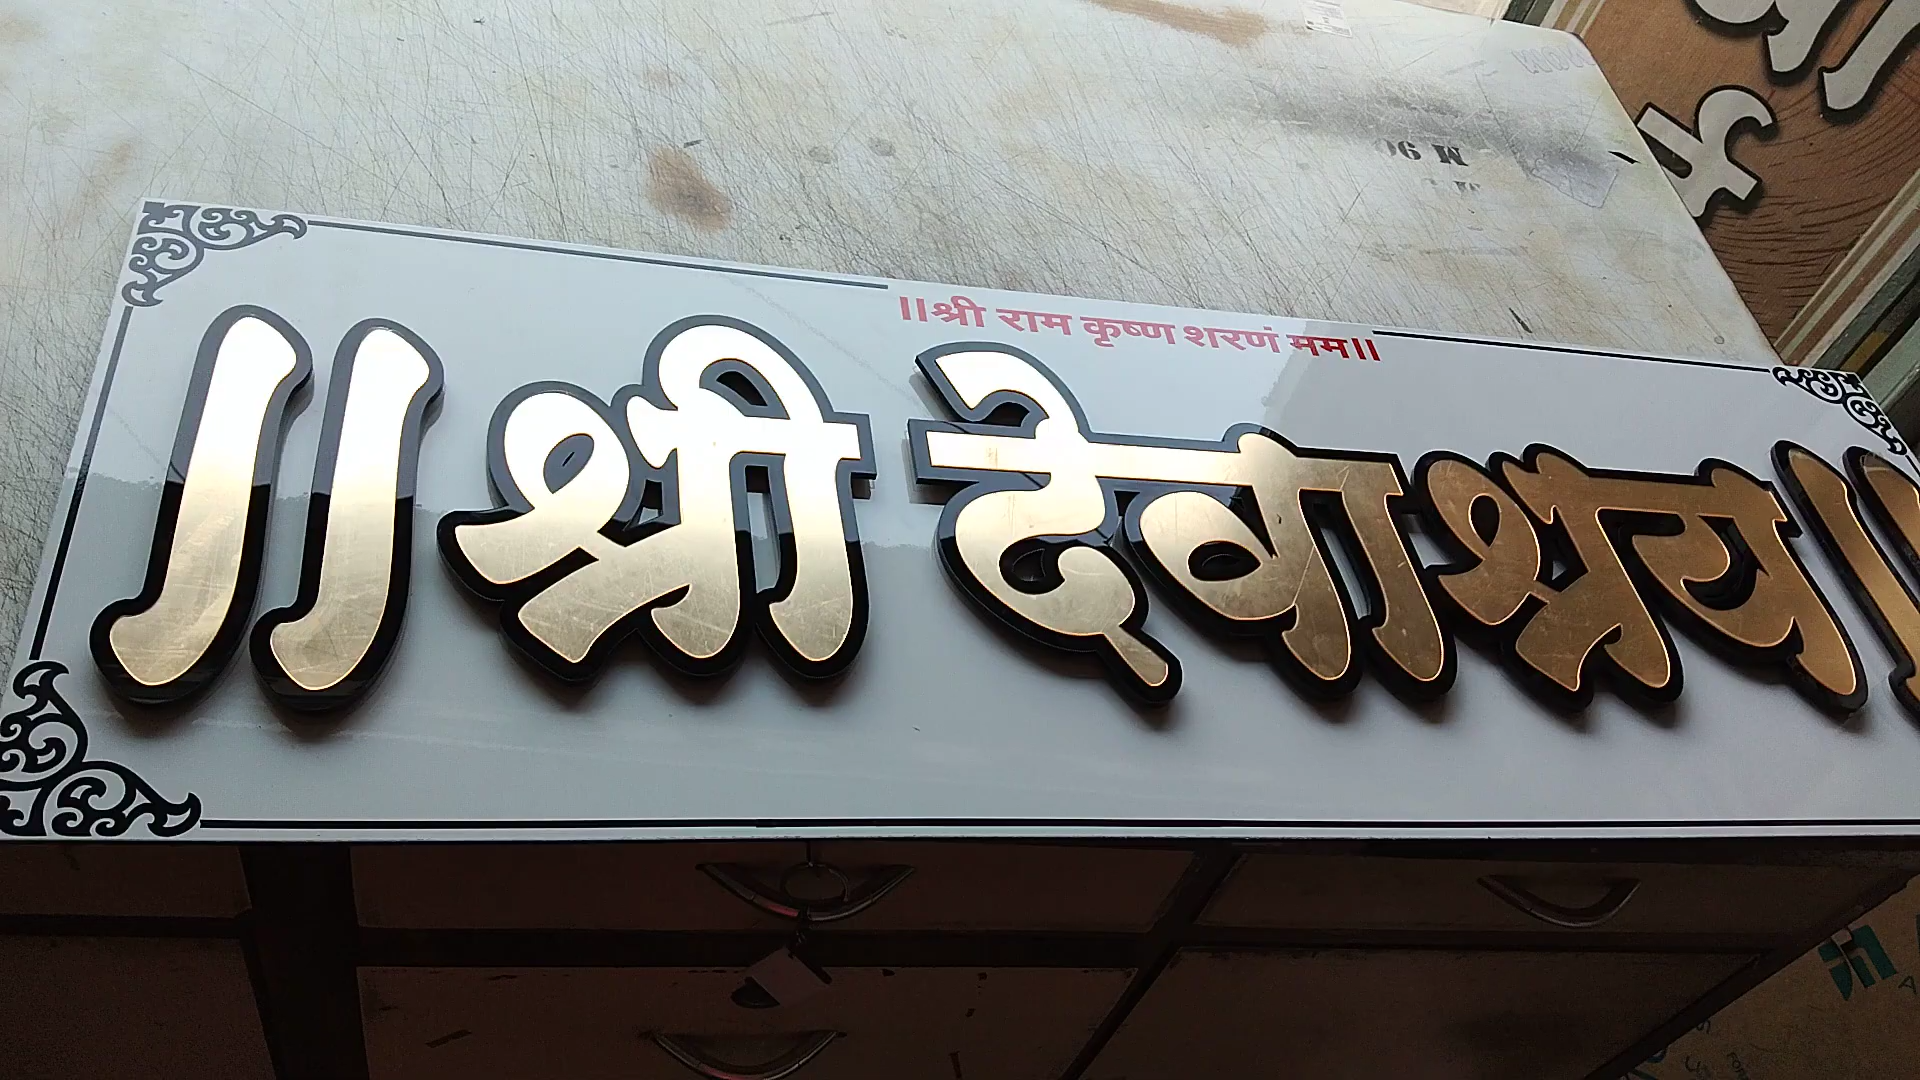 ।।श्री राम कृष्ण शरणं मम।।
।। श्री देवाश्रय ।।